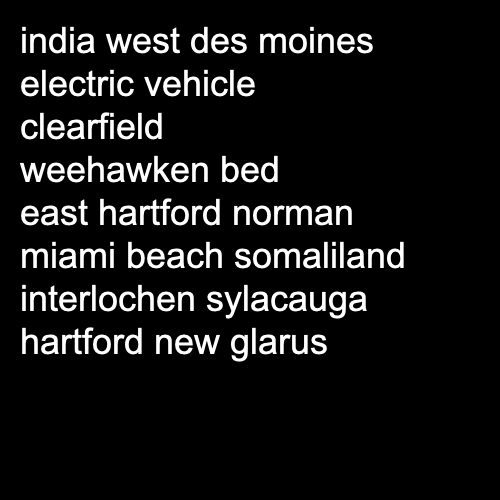 india west des moines
electric vehicle
clearfield
weehawken bed
east hartford norman
miami beach somaliland
interlochen sylacauga
hartford new glarus